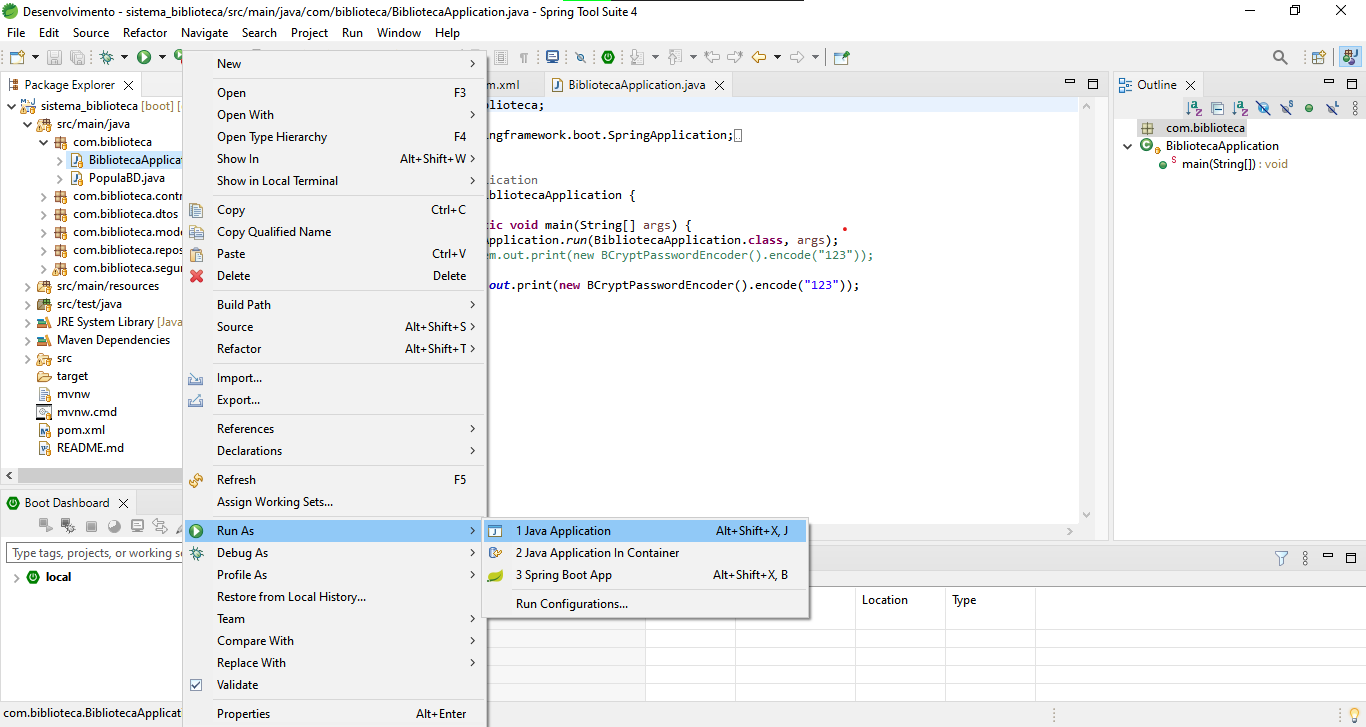 Desenvolvimento - sistema_biblioteca/src/main/java/com/biblioteca/BibliotecaApplication.java - Spring Tool Suite 4
File Edit Source Refactor Navigate Search Project Run Window Help
Package Explorer
sistema_biblioteca [boot] [
src/main/java
com.biblioteca
BibliotecaApplicat
PopulaBD.java
com.biblioteca.contr
com.biblioteca.dtos
com.biblioteca.mode
com.biblioteca.repos
com.biblioteca.segur
src/main/resources
src/test/java
JRE System Library [Java
Maven Dependencies
src
target
mvnw
mvnw.cmd
pom.xml
README.md
Boot Dashboard
Type tags, projects, or working s
local
com.biblioteca.BibliotecaApplicat
New
Open F3
Open With
Open Type Hierarchy F4
Show In Alt+Shift+W
Show in Local Terminal
Copy Ctrl+C
Copy Qualified Name
Paste Ctrl+V
Delete Delete
Build Path
Source Alt+Shift+S
Refactor Alt+Shift+T
Import...
Export...
References
Declarations
Refresh F5
Assign Working Sets...
Run As
Debug As
Profile As
Restore from Local History...
Team
Compare With
Replace With
Validate
Properties Alt+Enter
1 Java Application Alt+Shift+X, J
2 Java Application In Container
3 Spring Boot App Alt+Shift+X, B
Run Configurations...
m.xml
BibliotecaApplication.java
blioteca;
ngframework.boot.SpringApplication;
ication
bliotecaApplication {
tic void main(String[] args) {
Application.run(BibliotecaApplication.class, args);
em.out.print(new BCryptPasswordEncoder().encode("123"));
out.print(new BCryptPasswordEncoder().encode("123"));
Outline
com.biblioteca
BibliotecaApplication
main(String[]) : void
Location Type